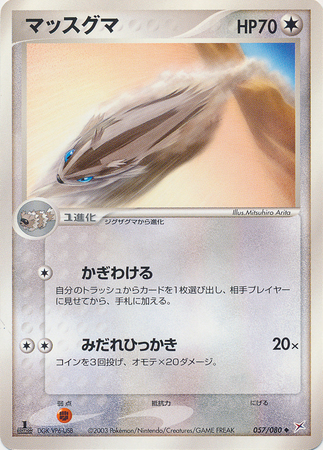 マッスグマ HP70
Illus.Mitsuhiro Arita
1進化
ジグザグマから進化
かぎわける
自分のトラッシュからカードを1枚選び出し、相手プレイヤー
に見せてから、手札に加える。
みだれひっかき 20×
コインを3回投げ、オモテ×20ダメージ。
弱点 抵抗力 にげる
1 EDITION DGK VP6-USB ©2003 Pokémon/Nintendo/Creatures/GAME FREAK 057/080